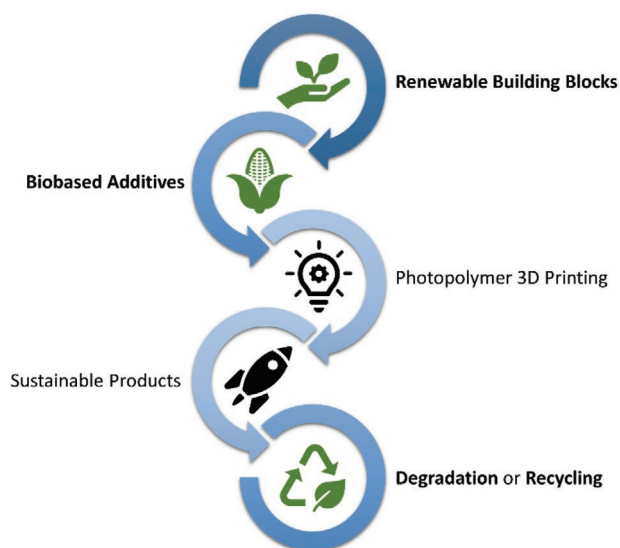 Renewable Building Blocks
Biobased Additives
Photopolymer 3D Printing
Sustainable Products
Degradation or Recycling